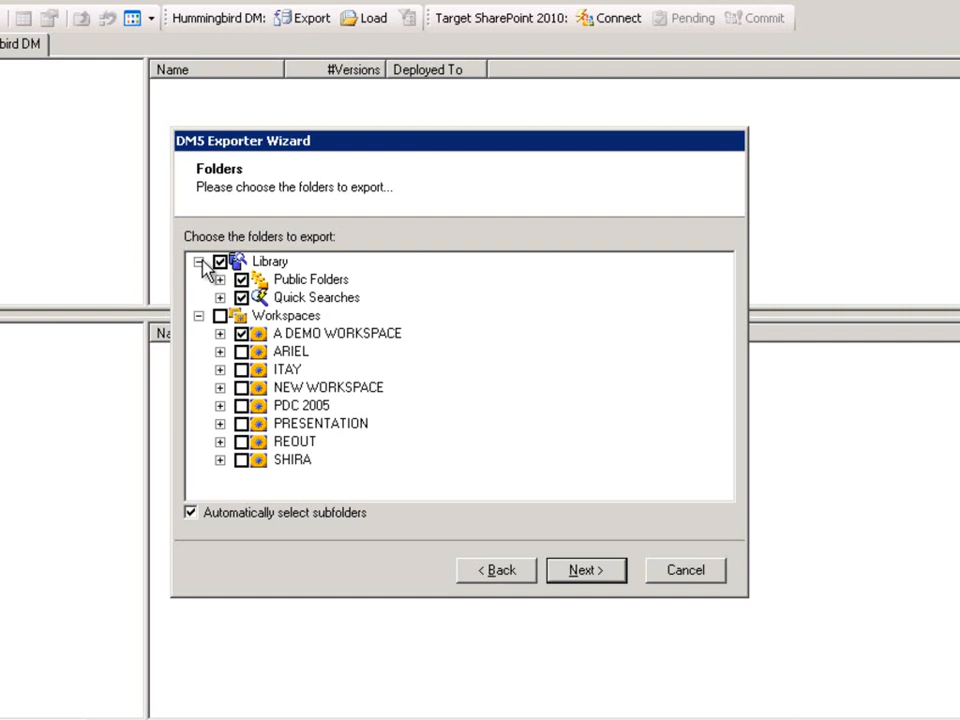 Hummingbird DM: Export Load Target SharePoint 2010: Connect Pending Commit
bird DM
Name #Versions Deployed To
DM5 Exporter Wizard
Folders
Please choose the folders to export...
Choose the folders to export:
Library
Public Folders
Quick Searches
Workspaces
Na
A DEMO WORKSPACE
ARIEL
ITAY
NEW WORKSPACE
PDC 2005
PRESENTATION
REOUT
SHIRA
Automatically select subfolders
< Back Next > Cancel